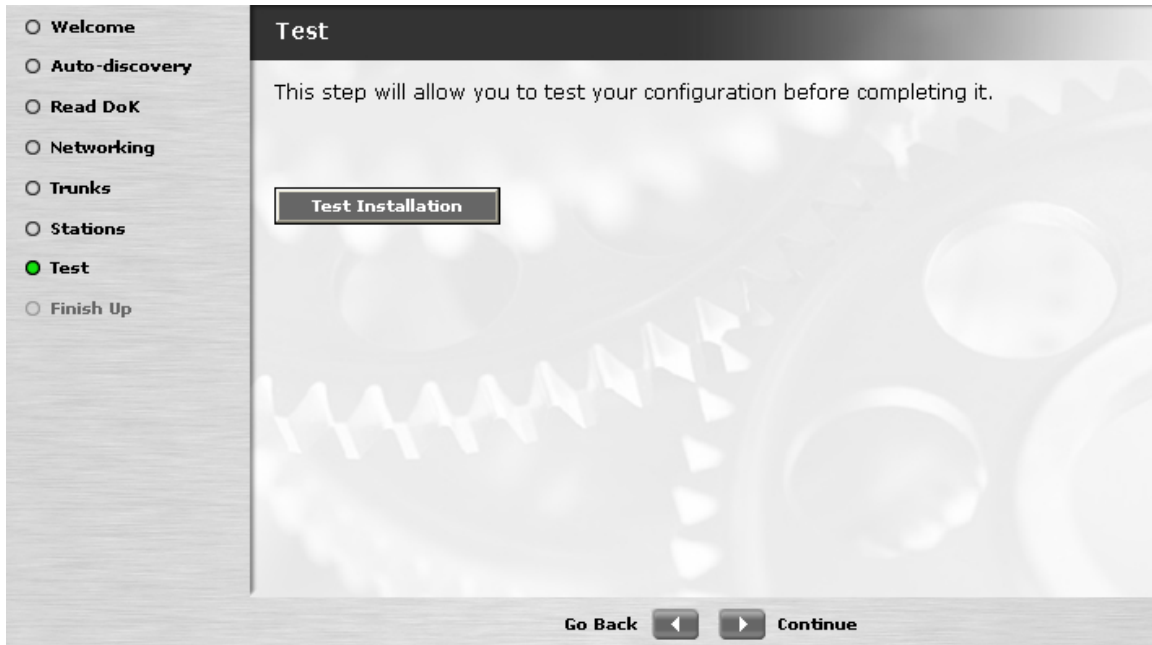 Welcome
Auto-discovery
Read DoK
Networking
Trunks
Stations
Test
Finish Up
Test
This step will allow you to test your configuration before completing it.
Test Installation
Go Back
Continue